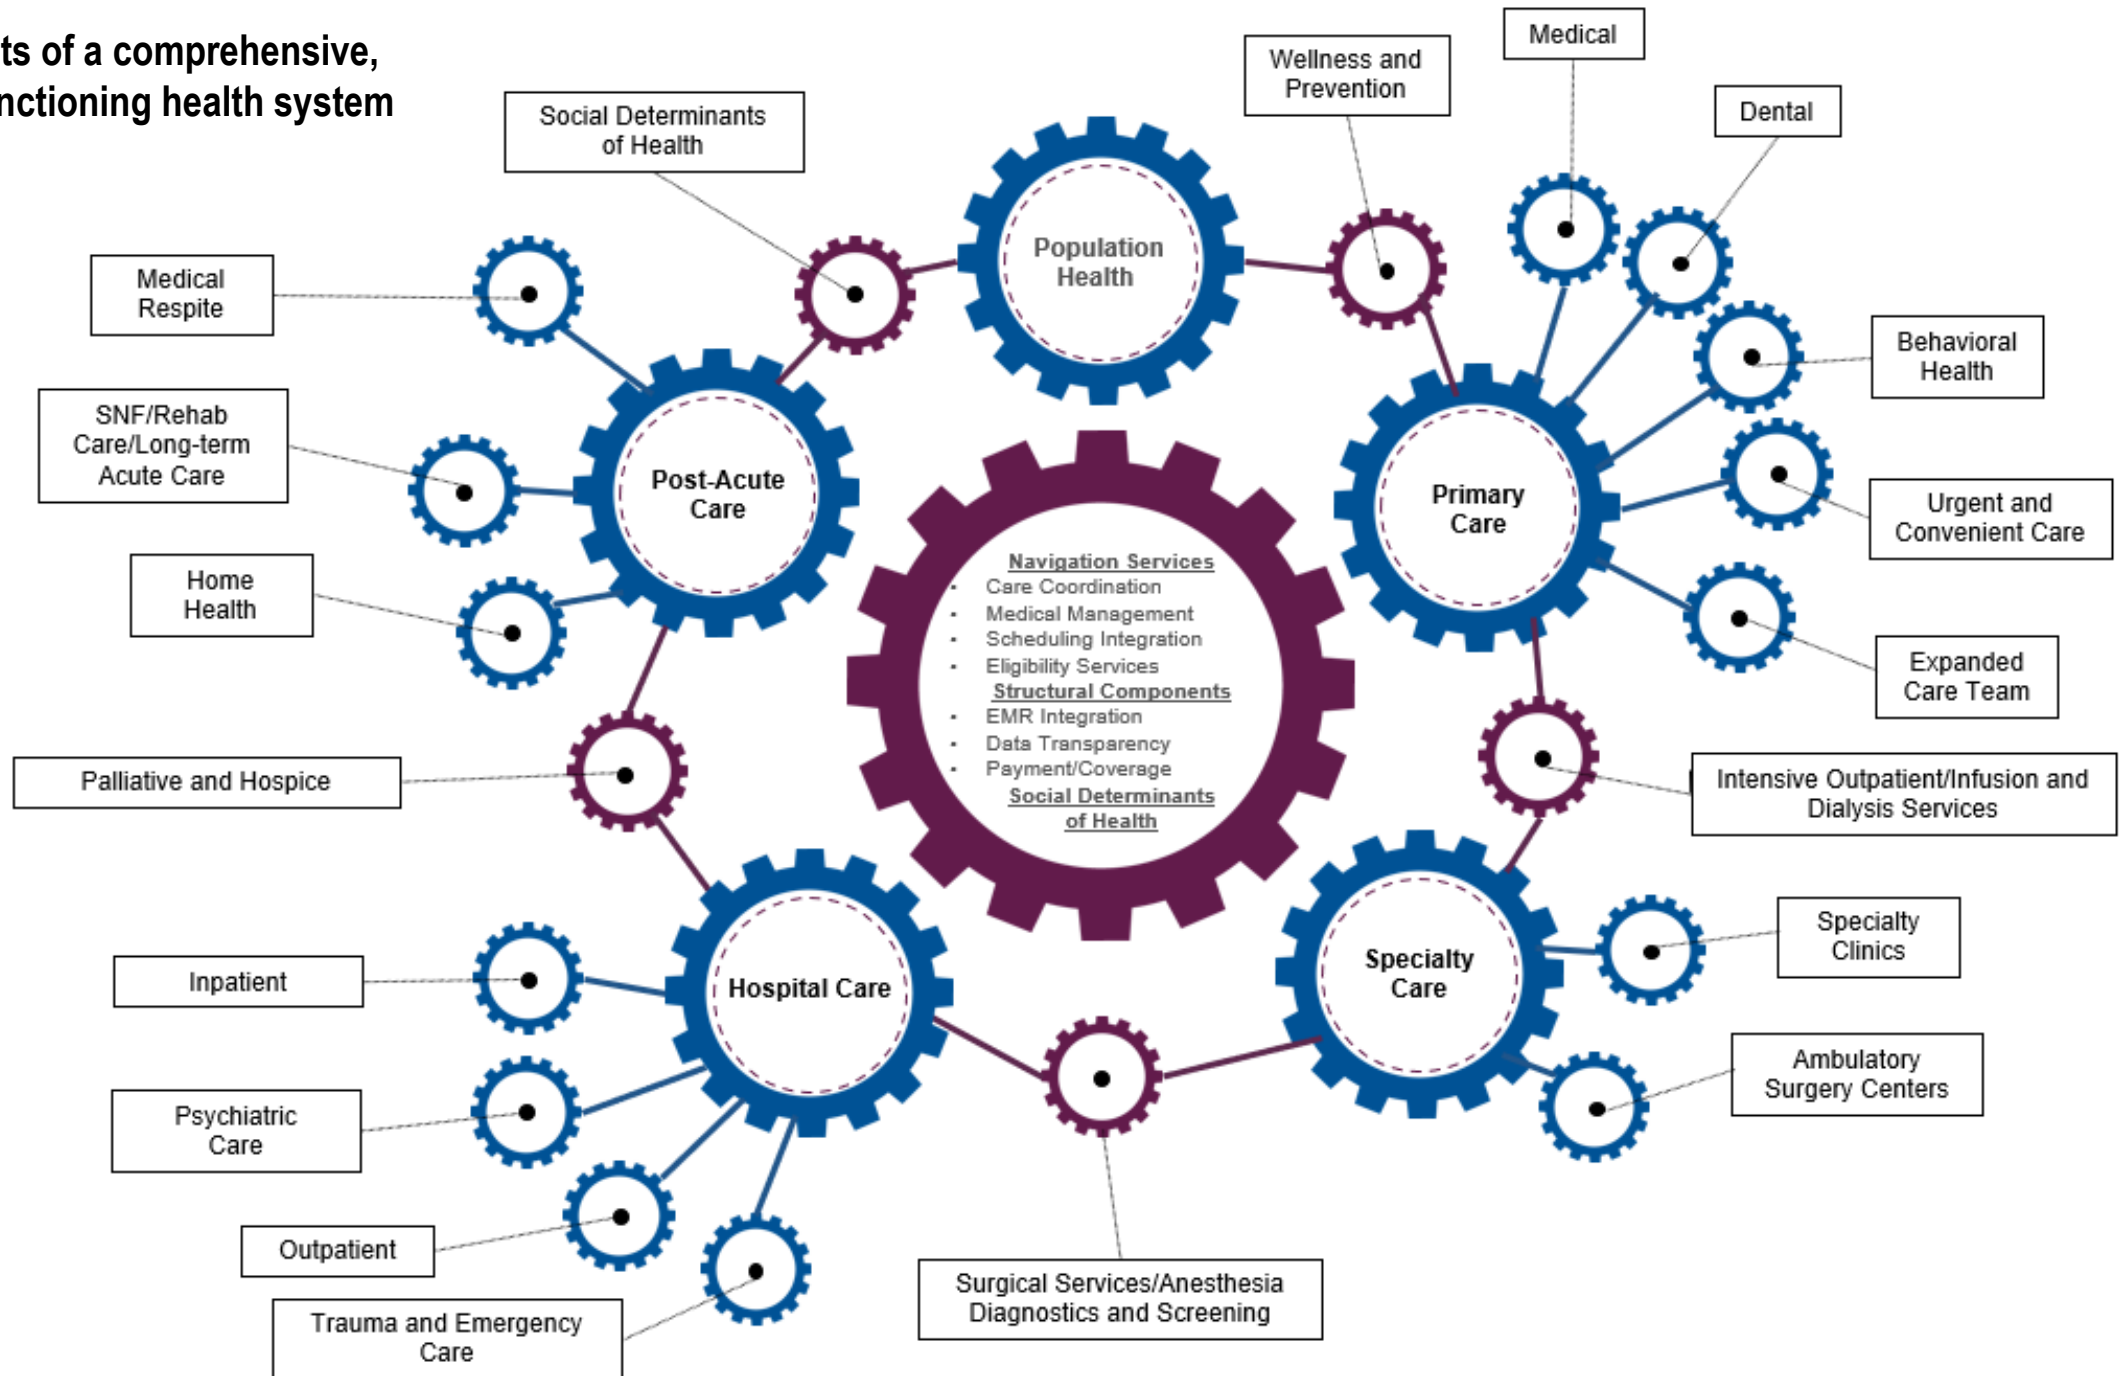 ts of a comprehensive,
nctioning health system
Social Determinants
of Health
Wellness and
Prevention
Medical
Dental
Population
Health
Medical
Respite
Behavioral
Health
SNF/Rehab
Care/Long-term
Acute Care
Post-Acute
Care
Primary
Care
Urgent and
Convenient Care
Home
Health
Navigation Services
▪ Care Coordination
▪ Medical Management
▪ Scheduling Integration
▪ Eligibility Services
Structural Components
▪ EMR Integration
▪ Data Transparency
▪ Payment/Coverage
Social Determinants
of Health
Expanded
Care Team
Palliative and Hospice
Intensive Outpatient/Infusion and
Dialysis Services
Hospital Care
Specialty
Care
Specialty
Clinics
Inpatient
Ambulatory
Surgery Centers
Psychiatric
Care
Outpatient
Surgical Services/Anesthesia
Diagnostics and Screening
Trauma and Emergency
Care